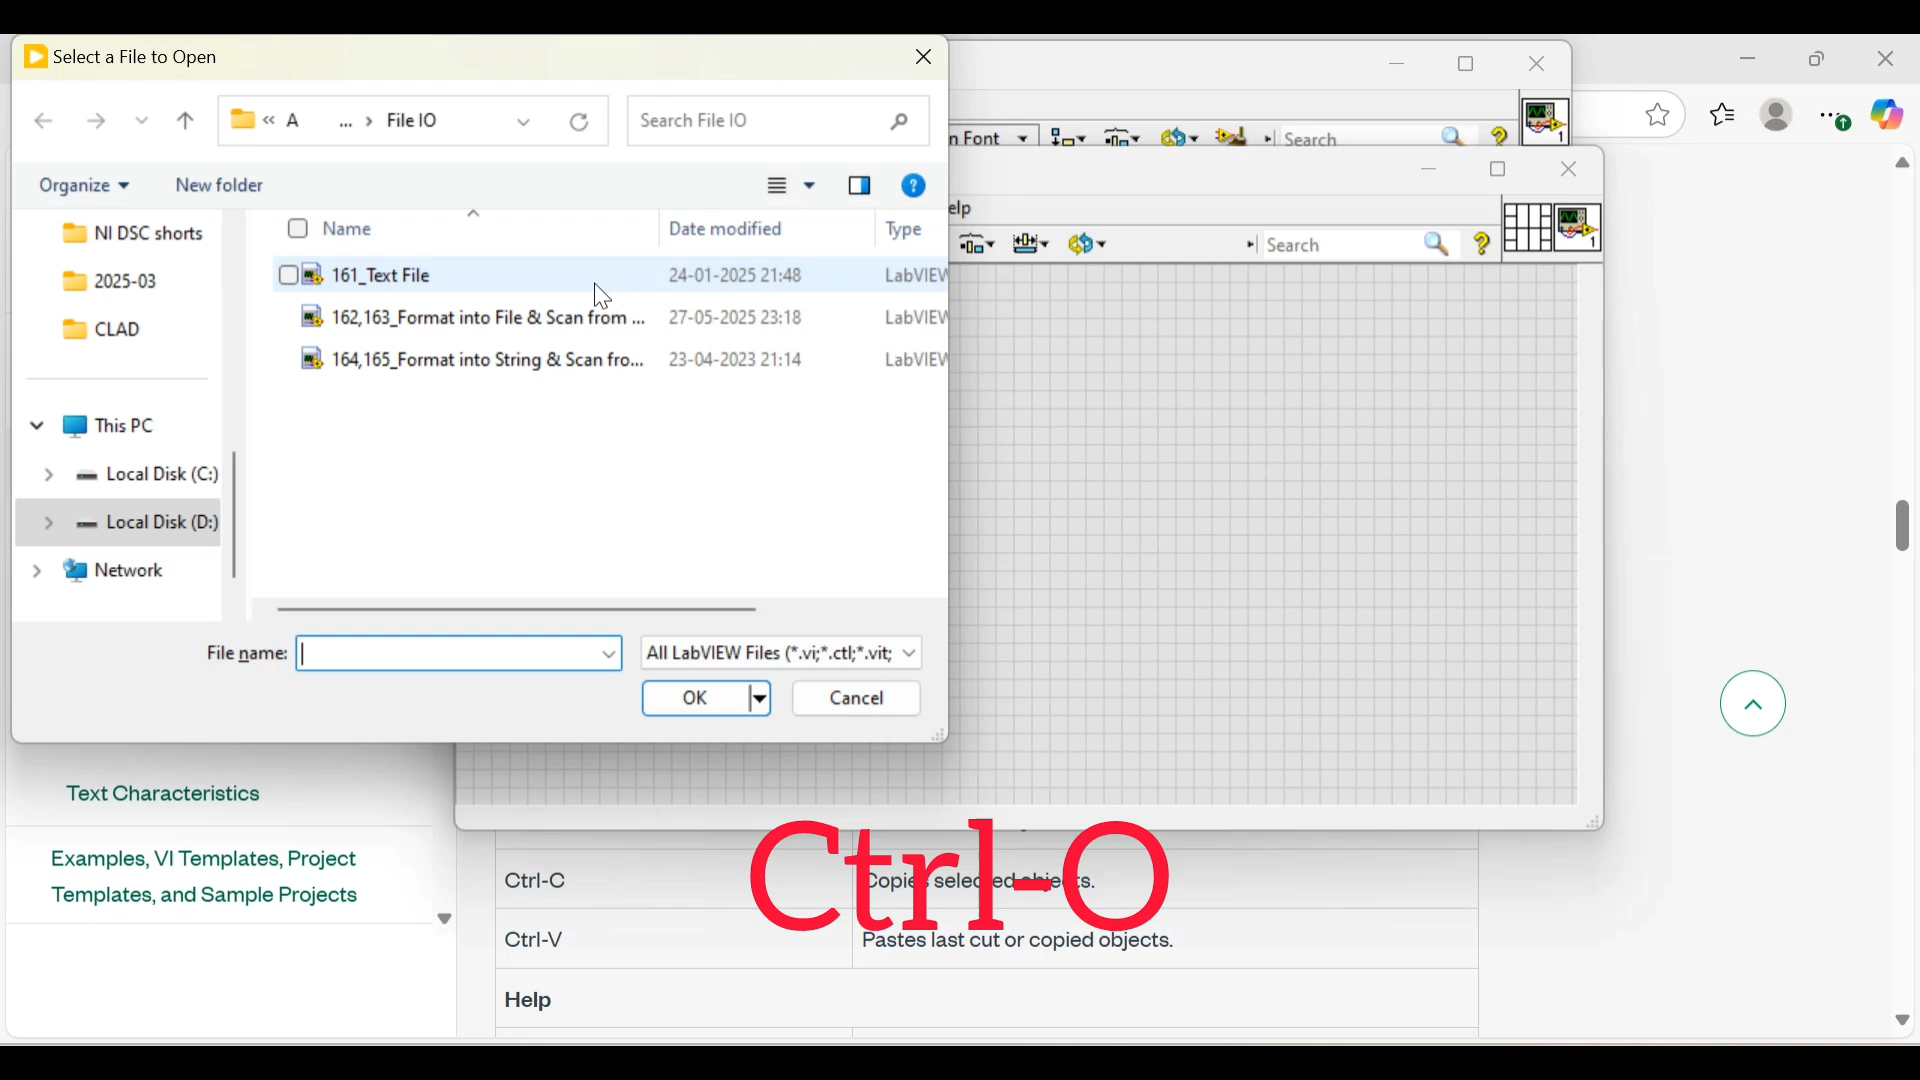 Select a File to Open
« A ... › File IO
Search File IO
Organize
New folder
NI DSC shorts
2025-03
CLAD
This PC
Local Disk (C:)
Local Disk (D:)
Network
Name Date modified Type
161_Text File 24-01-2025 21:48 LabVIEW
162,163_Format into File & Scan from ... 27-05-2025 23:18 LabVIEW
164,165_Format into String & Scan fro... 23-04-2023 21:14 LabVIEW
File name:
All LabVIEW Files (*.vi;*.ctl;*.vit;
OK
Cancel
n Font
Search
?
1
elp
Search
?
1
Text Characteristics
Examples, VI Templates, Project
Templates, and Sample Projects
Ctrl-O
Ctrl-C Copies selected objects.
Ctrl-V Pastes last cut or copied objects.
Help